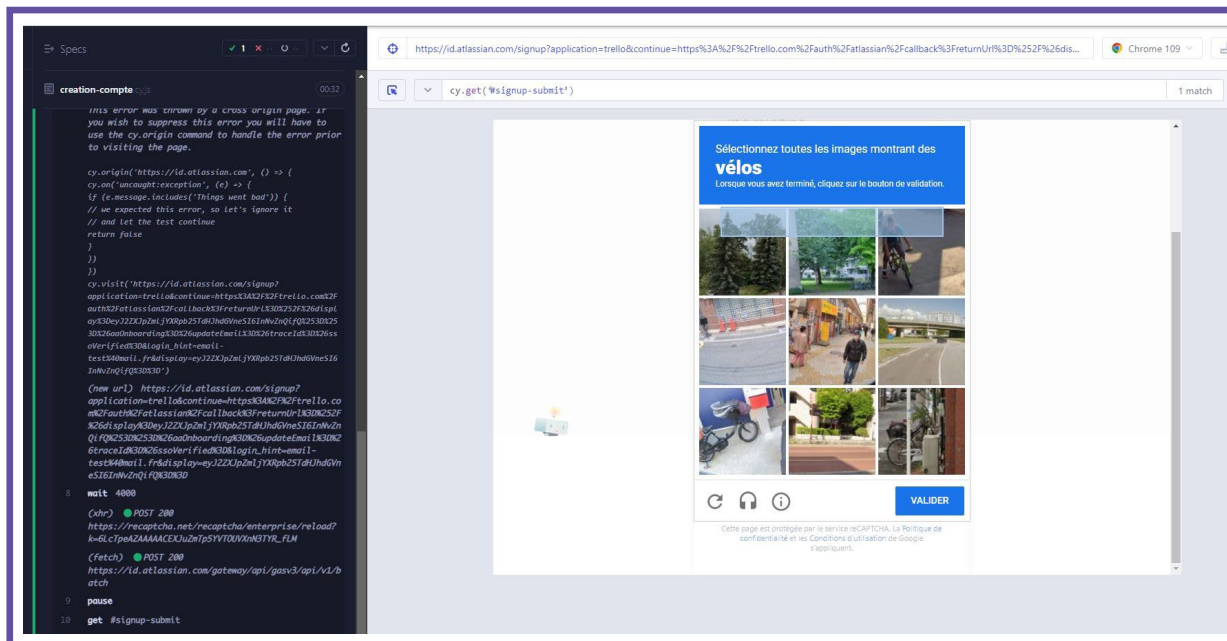 Specs
1
creation-compte.cy.js
00:32
This error was thrown by a cross origin page. If
you wish to suppress this error you will have to
use the cy.origin command to handle the error prior
to visiting the page.
cy.origin('https://id.atlassian.com', () => {
cy.on('uncaught:exception', (e) => {
if (e.message.includes('Things went bad')) {
// we expected this error, so let's ignore it
// and let the test continue
return false
}
})
})
cy.visit('https://id.atlassian.com/signup?
application=trello&continue=https%3A%2F%2Ftrello.com%2F
auth%2Fatlassian%2Fcallback%3FreturnUrl%3D%252F%26displ
ay%3DeyJ2ZXJpZmljYXRpb25TdHJhdGVneSI6InNvZnQifQ%253D%25
3D%26aaOnboarding%3D%26updateEmail%3D%26traceId%3D%26ss
oVerified%3D&login_hint=email-
test%40mail.fr&display=eyJ2ZXJpZmljYXRpb25TdHJhdGVneSI6
InNvZnQifQ%3D%3D')
(new url) https://id.atlassian.com/signup?
application=trello&continue=https%3A%2F%2Ftrello.co
m%2Fauth%2Fatlassian%2Fcallback%3FreturnUrl%3D%252F
%26display%3DeyJ2ZXJpZmljYXRpb25TdHJhdGVneSI6InNvZn
QifQ%253D%253D%26aaOnboarding%3D%26updateEmail%3D%2
6traceId%3D%26ssoVerified%3D&login_hint=email-
test%40mail.fr&display=eyJ2ZXJpZmljYXRpb25TdHJhdGVn
eSI6InNvZnQifQ%3D%3D
8 wait 4000
(xhr) POST 200
https://recaptcha.net/recaptcha/enterprise/reload?
(fetch) POST 200
https://id.atlassian.com/gateway/api/gasv3/api/v1/b
atch
9 pause
10 get #signup-submit
https://id.atlassian.com/signup?application=trello&continue=https%3A%2F%2Ftrello.com%2Fauth%2Fatlassian%2Fcallback%3FreturnUrl%3D%252F%26dis...
Chrome 109
cy.get('#signup-submit')
1 match
Sélectionnez toutes les images montrant des
vélos
Lorsque vous avez terminé, cliquez sur le bouton de validation.
VALIDER
Cette page est protégée par le service reCAPTCHA. La Politique de
confidentialité et les Conditions d'utilisation de Google
s'appliquent.